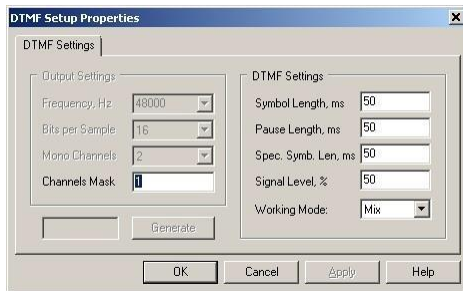 DTMF Setup Properties
DTMF Settings
Output Settings
Frequency, Hz 48000
Bits per Sample 16
Mono Channels 2
Channels Mask 1
Generate
DTMF Settings
Symbol Length, ms 50
Pause Length, ms 50
Spec. Symb. Len, ms 50
Signal Level, % 50
Working Mode: Mix
OK Cancel Apply Help